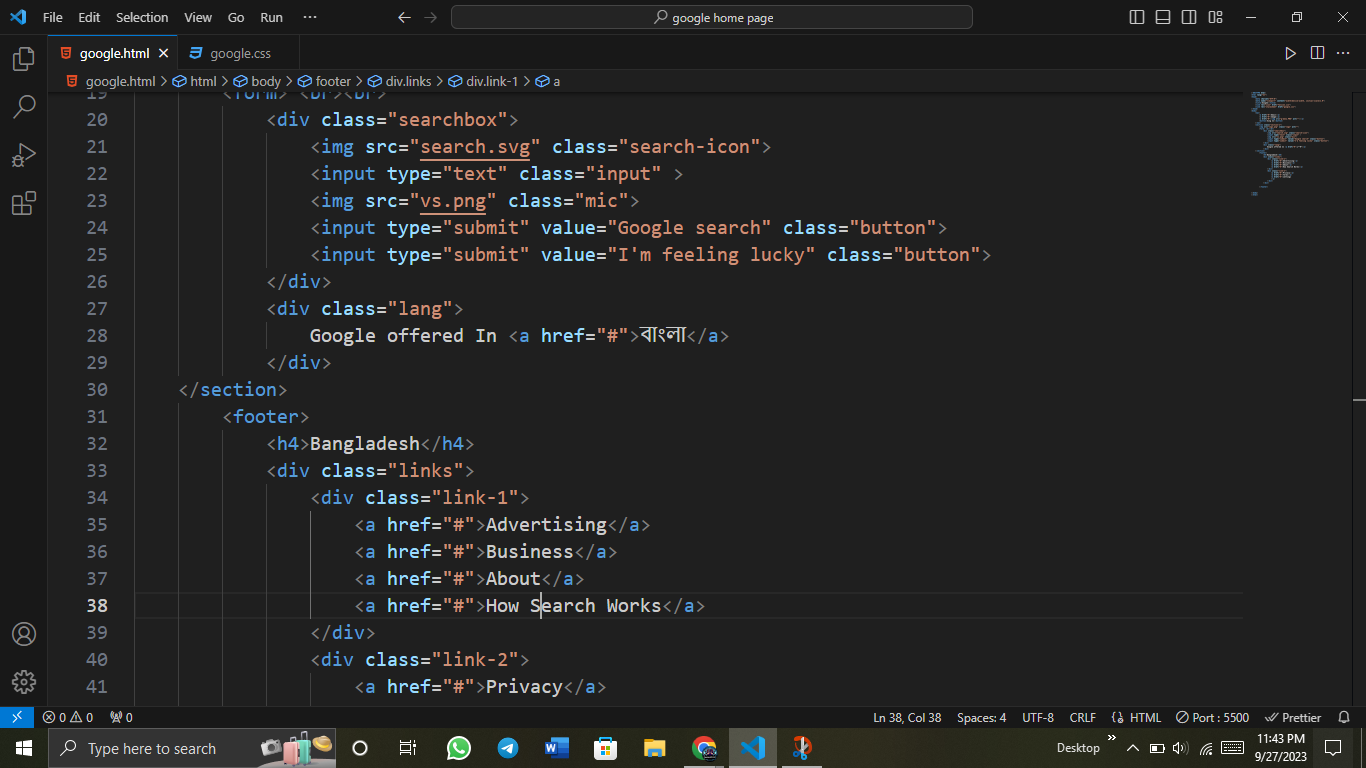 File Edit Selection View Go Run ··· google home page
google.html google.css
google.html > html > body > footer > div.links > div.link-1 > a
19 <form> <br><br>
20 <div class="searchbox">
21 <img src="search.svg" class="search-icon">
22 <input type="text" class="input" >
23 <img src="vs.png" class="mic">
24 <input type="submit" value="Google search" class="button">
25 <input type="submit" value="I'm feeling lucky" class="button">
26 </div>
27 <div class="lang">
28 Google offered In <a href="#">বাংলা</a>
29 </div>
30 </section>
31 <footer>
32 <h4>Bangladesh</h4>
33 <div class="links">
34 <div class="link-1">
35 <a href="#">Advertising</a>
36 <a href="#">Business</a>
37 <a href="#">About</a>
38 <a href="#">How Search Works</a>
39 </div>
40 <div class="link-2">
41 <a href="#">Privacy</a>
0 0 0 Ln 38, Col 38 Spaces: 4 UTF-8 CRLF {} HTML Port : 5500 Prettier
Type here to search Desktop 11:43 PM
9/27/2023